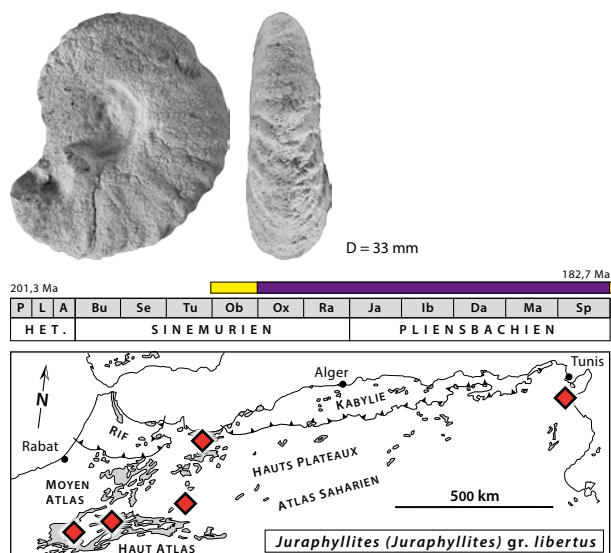 D = 33 mm
201,3 Ma
182,7 Ma
P L A Bu Se Tu Ob Ox Ra Ja Ib Da Ma Sp
HET. SINEMURIEN PLIENSBACHIEN
N
Alger
Tunis
KABYLIE
RIF
Rabat
HAUTS PLATEAUX
MOYEN
ATLAS
ATLAS SAHARIEN
500 km
HAUT ATLAS
Juraphyllites (Juraphyllites) gr. libertus